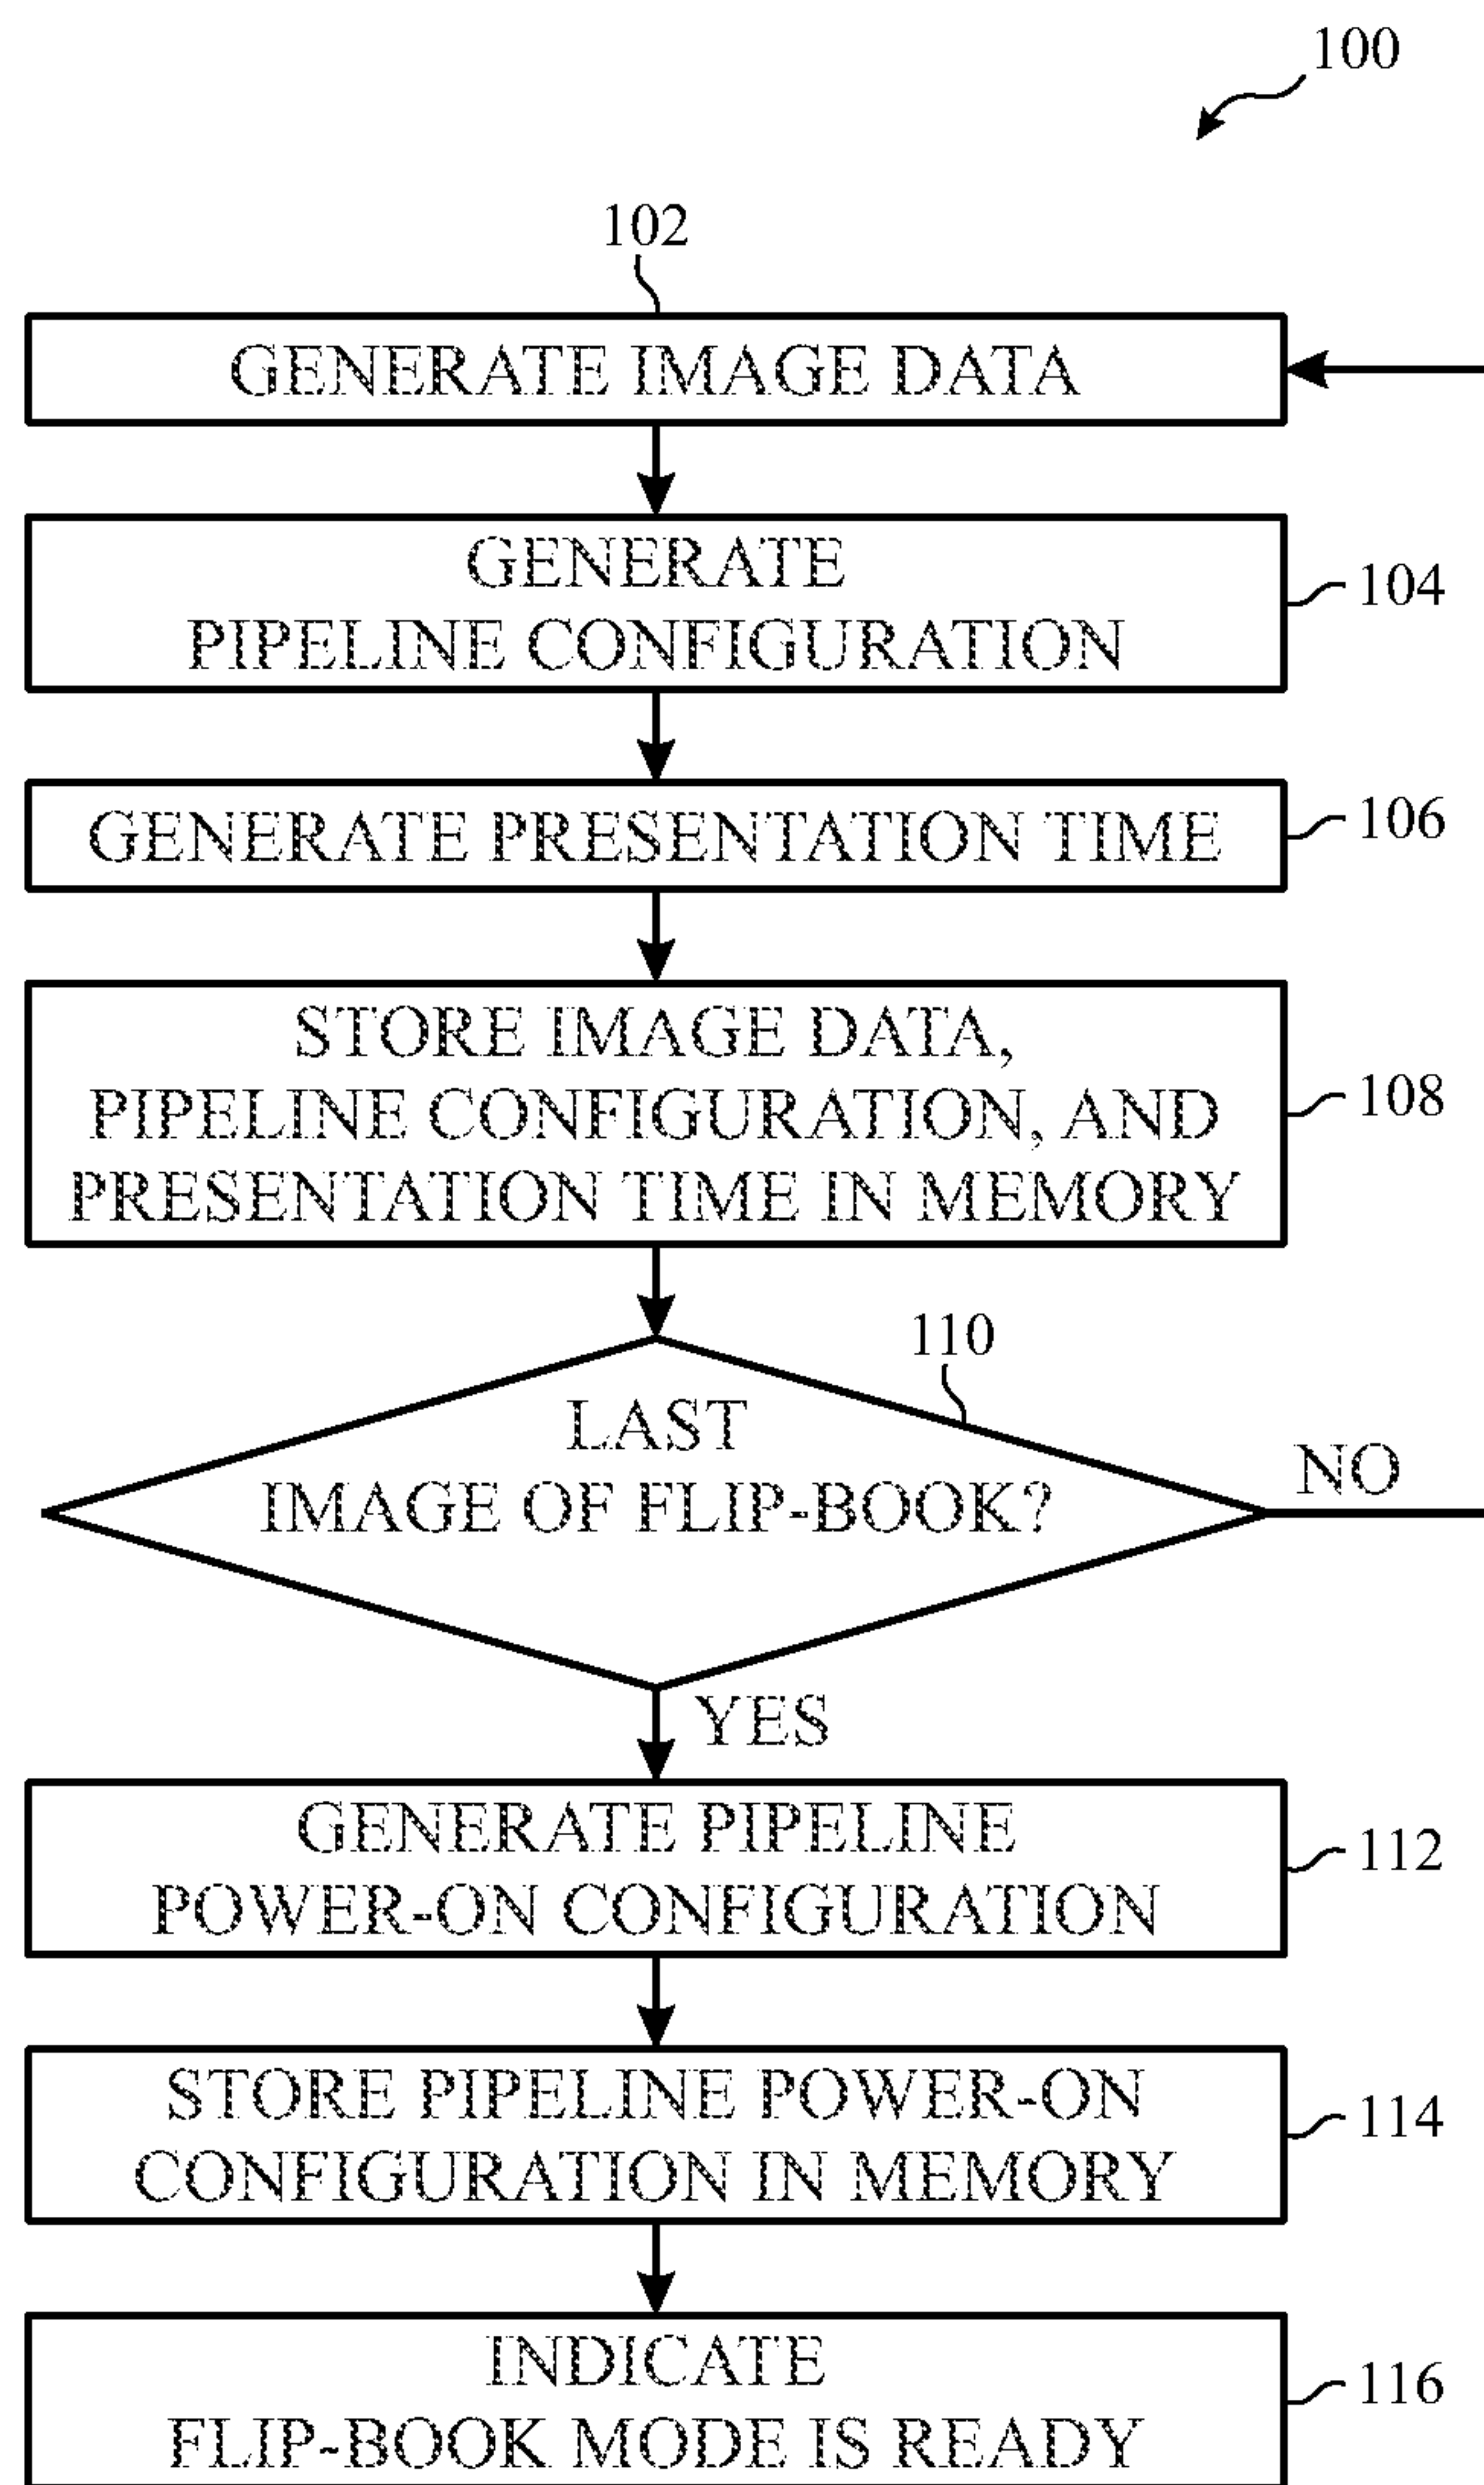 100
102
GENERATE IMAGE DATA
GENERATE
PIPELINE CONFIGURATION
104
GENERATE PRESENTATION TIME
106
STORE IMAGE DATA,
PIPELINE CONFIGURATION, AND
PRESENTATION TIME IN MEMORY
108
110
LAST
IMAGE OF FLIP-BOOK?
NO
YES
GENERATE PIPELINE
POWER-ON CONFIGURATION
112
STORE PIPELINE POWER-ON
CONFIGURATION IN MEMORY
114
INDICATE
FLIP-BOOK MODE IS READY
116